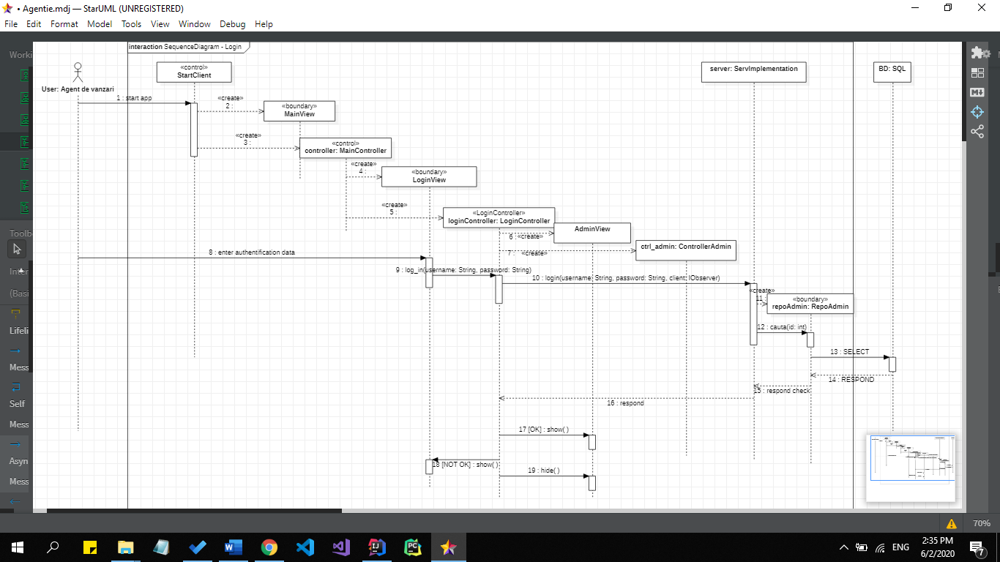 • Agentie.mdj — StarUML (UNREGISTERED)
File Edit Format Model Tools View Window Debug Help
Worki
interaction SequenceDiagram - Login
«control»
StartClient
server: ServImplementation
BD: SQL
User: Agent de vanzari
1 : start app
«create»
2 :
«boundary»
MainView
«create»
3 :
«control»
controller: MainController
«create»
4 :
«boundary»
LoginView
«create»
5 :
«LoginController»
loginController: LoginController
AdminView
6 : «create»
ctrl_admin: ControllerAdmin
7 : «create»
8 : enter authentification data
9 : log_in(username: String, password: String)
10 : login(username: String, password: String, client: IObserver)
«create»
11 :
«boundary»
repoAdmin: RepoAdmin
12 : cauta(id: int)
13 : SELECT
14 : RESPOND
15 : respond check
16 : respond
17 [OK] : show( )
18 [NOT OK] : show( )
19 : hide( )
Toolb
Inter
(Basi
Lifeli
Mess
Self
Mess
Asyn
Mess
70%
ENG
2:35 PM
6/2/2020
7